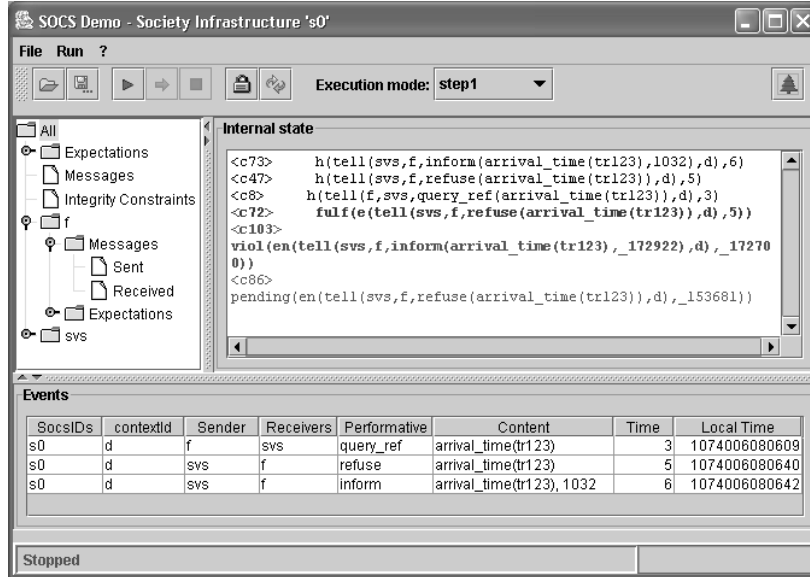 SOCS Demo - Society Infrastructure 's0'
File Run ?
Execution mode: step1
All
Expectations
Messages
Integrity Constraints
f
Messages
Sent
Received
Expectations
svs
Internal state
<c73> h(tell(svs,f,inform(arrival_time(tr123),1032),d),6)
<c47> h(tell(svs,f,refuse(arrival_time(tr123)),d),5)
<c8> h(tell(f,svs,query_ref(arrival_time(tr123)),d),3)
<c72> fulf(e(tell(svs,f,refuse(arrival_time(tr123)),d),5))
<c103>
viol(en(tell(svs,f,inform(arrival_time(tr123),_172922),d),_17270
0))
<c86>
pending(en(tell(svs,f,refuse(arrival_time(tr123)),d),_153681))
Events
SocsIDs contextId Sender Receivers Performative Content Time Local Time
s0 d f svs query_ref arrival_time(tr123) 3 1074006080609
s0 d svs f refuse arrival_time(tr123) 5 1074006080640
s0 d svs f inform arrival_time(tr123), 1032 6 1074006080642
Stopped